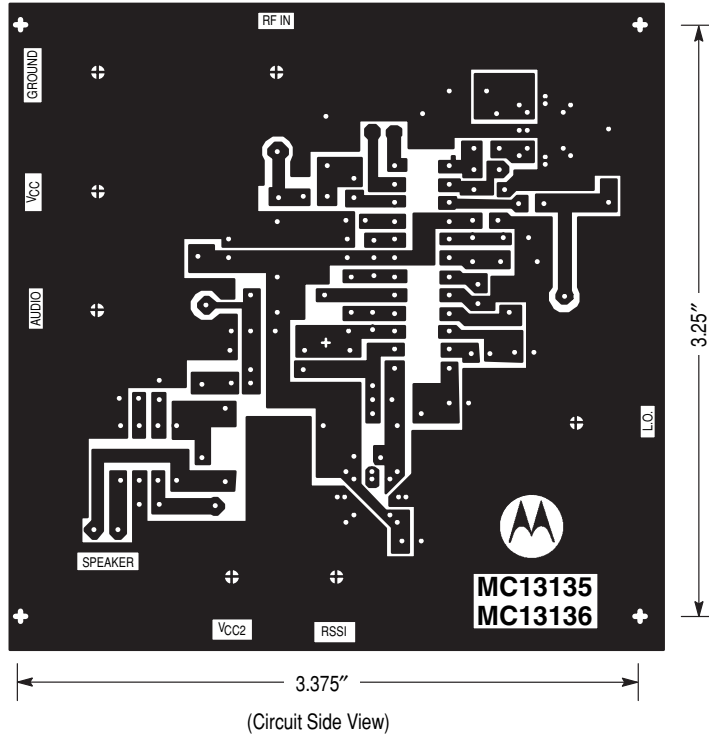 RF IN
GROUND
VCC
AUDIO
3.25″
L.O.
SPEAKER
MC13135
MC13136
VCC2
RSSI
3.375″
(Circuit Side View)